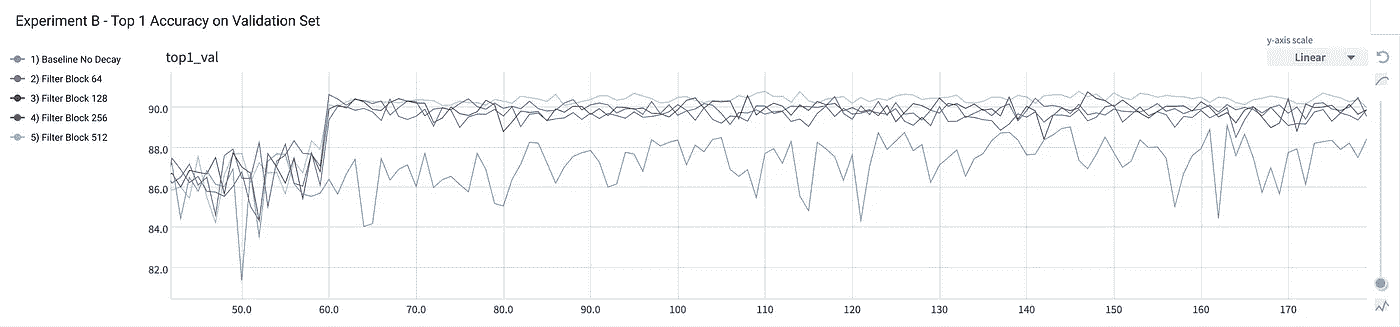 Experiment B - Top 1 Accuracy on Validation Set
y-axis scale
Linear
1) Baseline No Decay
2) Filter Block 64
3) Filter Block 128
4) Filter Block 256
5) Filter Block 512
top1_val
90.0
88.0
86.0
84.0
82.0
50.0 60.0 70.0 80.0 90.0 100 110 120 130 140 150 160 170